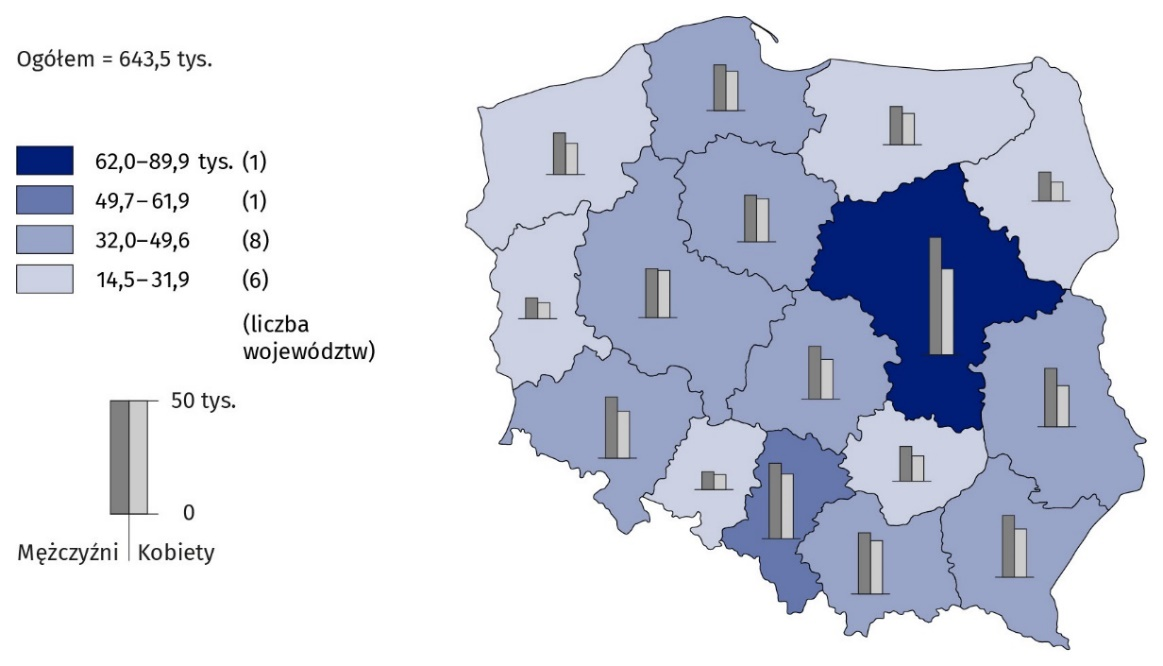 Ogółem = 643,5 tys.
62,0–89,9 tys. (1)
49,7–61,9 (1)
32,0–49,6 (8)
14,5–31,9 (6)
(liczba
województw)
50 tys.
0
Mężczyźni Kobiety